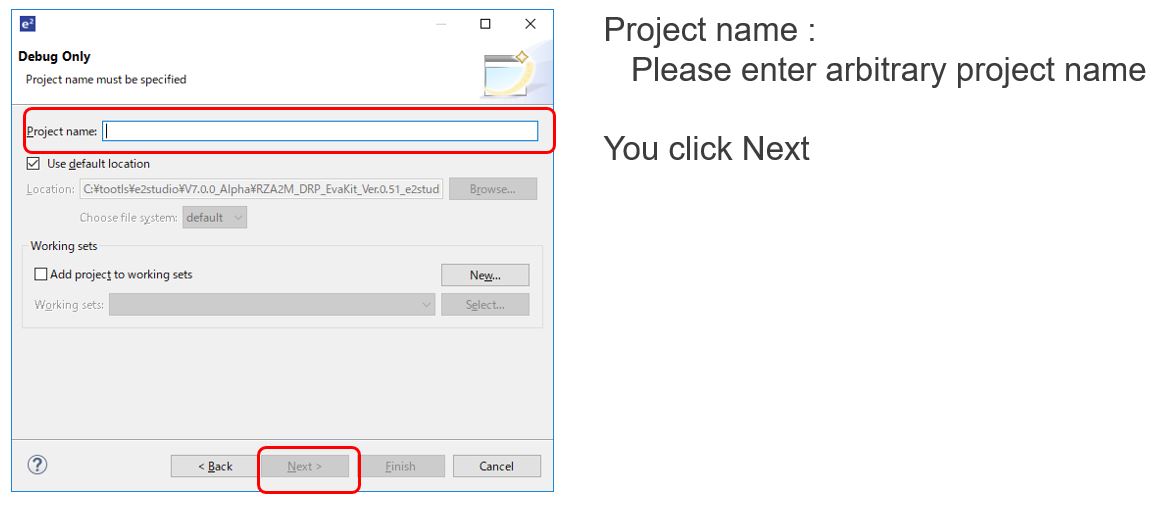 e²
Debug Only
Project name must be specified
Project name:
Use default location
Location: C:¥tootls¥e2studio¥V7.0.0_Alpha¥RZA2M_DRP_EvaKit_Ver.0.51_e2stud Browse...
Choose file system: default
Working sets
Add project to working sets New...
Working sets: Select...
? < Back Next > Finish Cancel
Project name :
Please enter arbitrary project name
You click Next